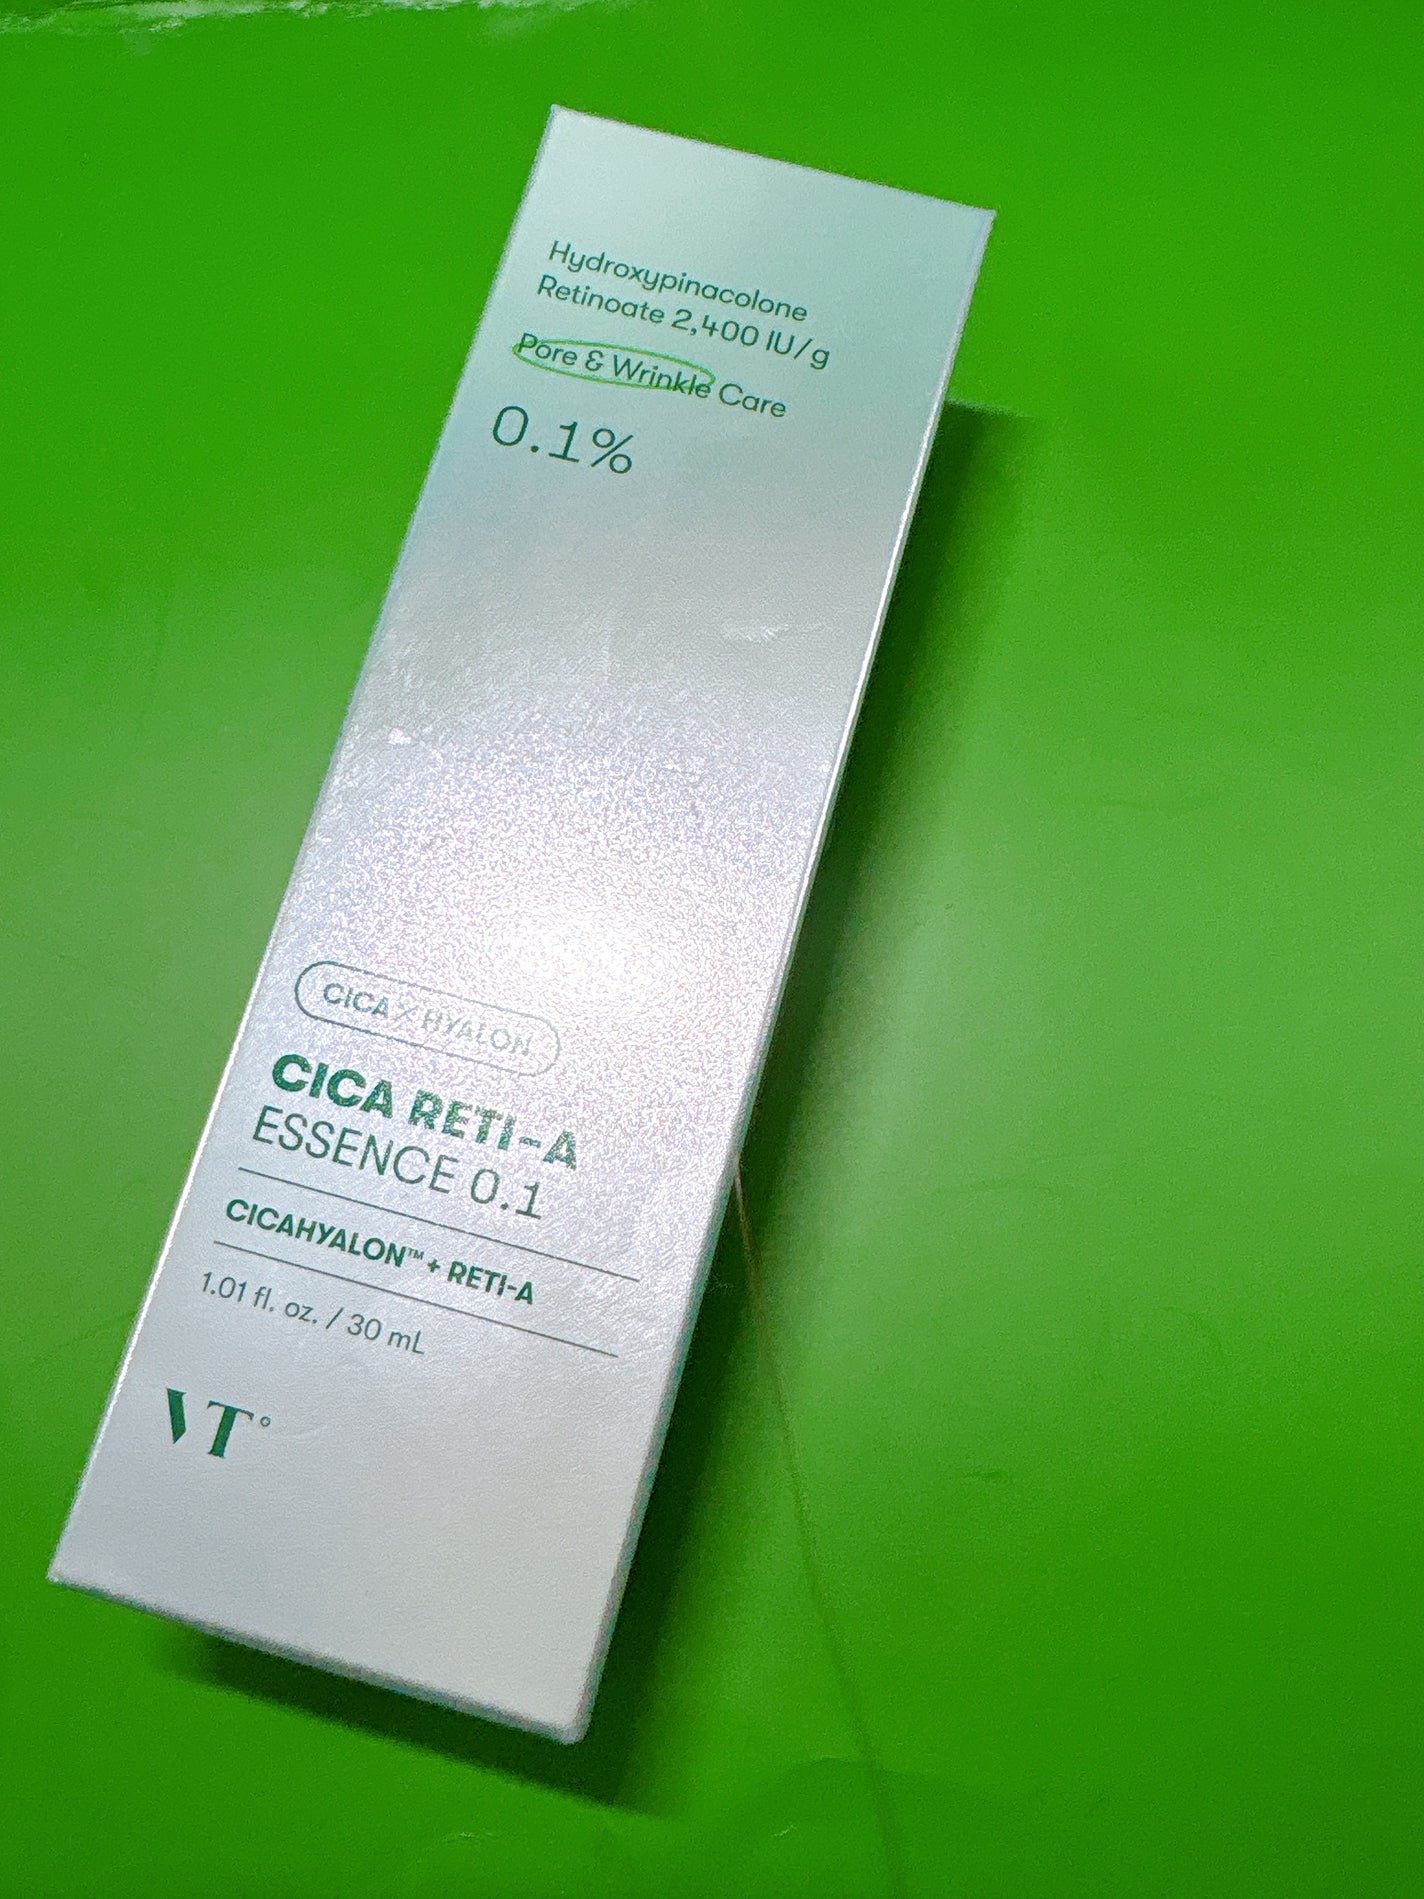 Hydroxypinacolone
Retinoate 2,400 IU/g
Pore & Wrinkle Care
0.1%
CICA × HYALON
CICA RETI-A
ESSENCE 0.1
CICAHYALON™ + RETI-A
1.01 fl. oz. / 30 mL
VT